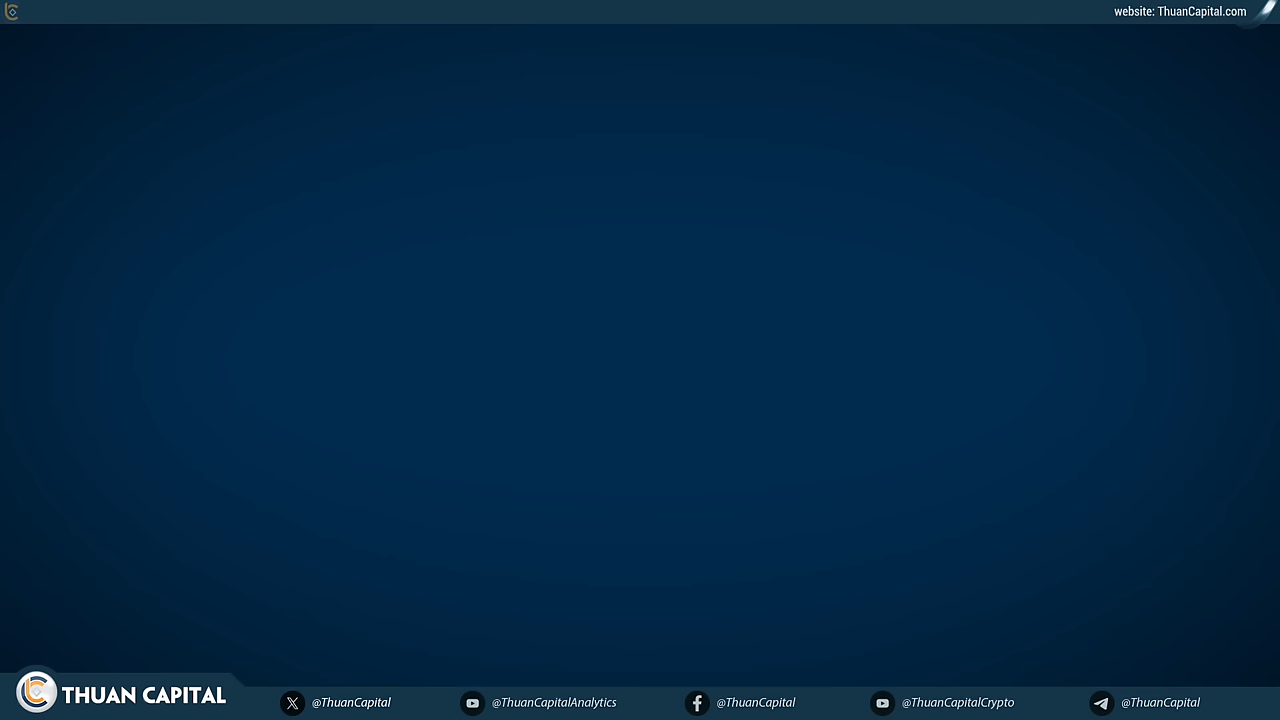 website: ThuanCapital.com
THUAN CAPITAL
@ThuanCapital
@ThuanCapitalAnalytics
@ThuanCapital
@ThuanCapitalCrypto
@ThuanCapital